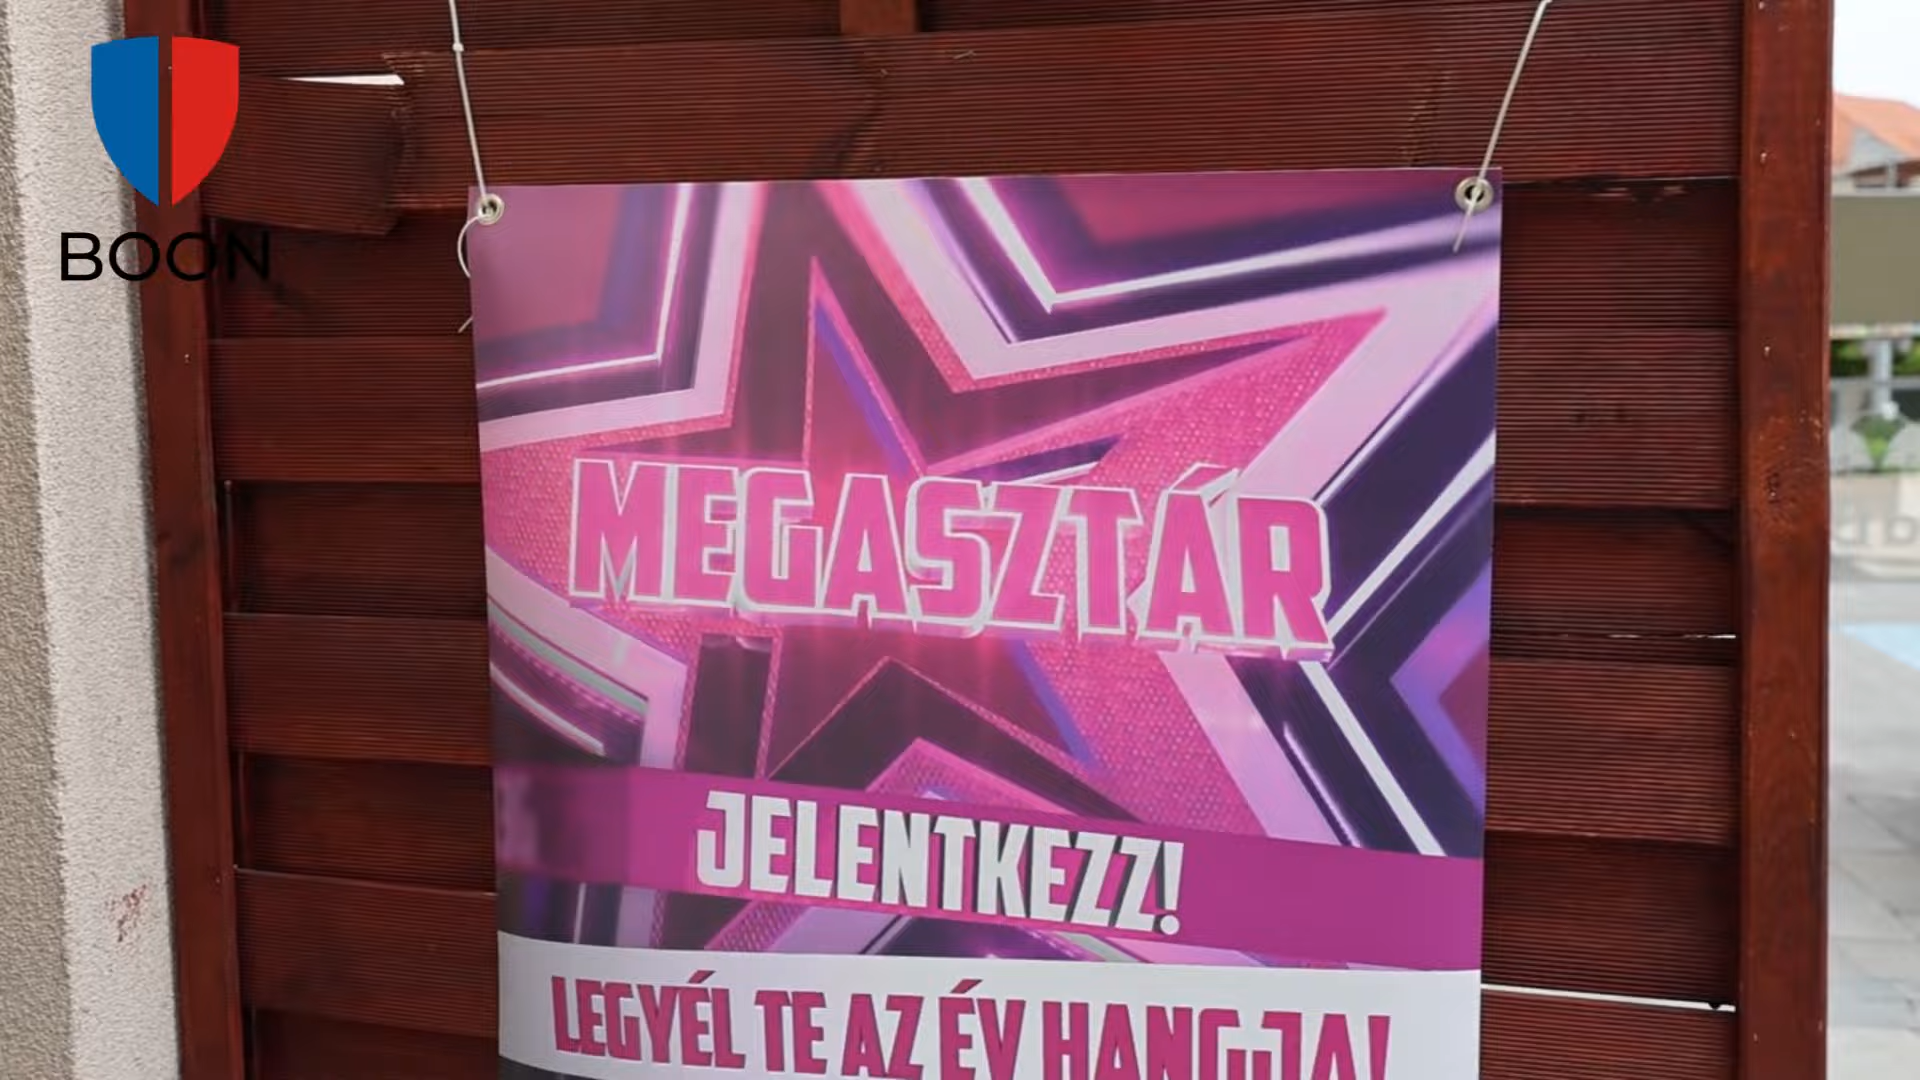 BOON
MEGASZTÁR
JELENTKEZZ!
LEGYÉL TE AZ ÉV HANGJA!